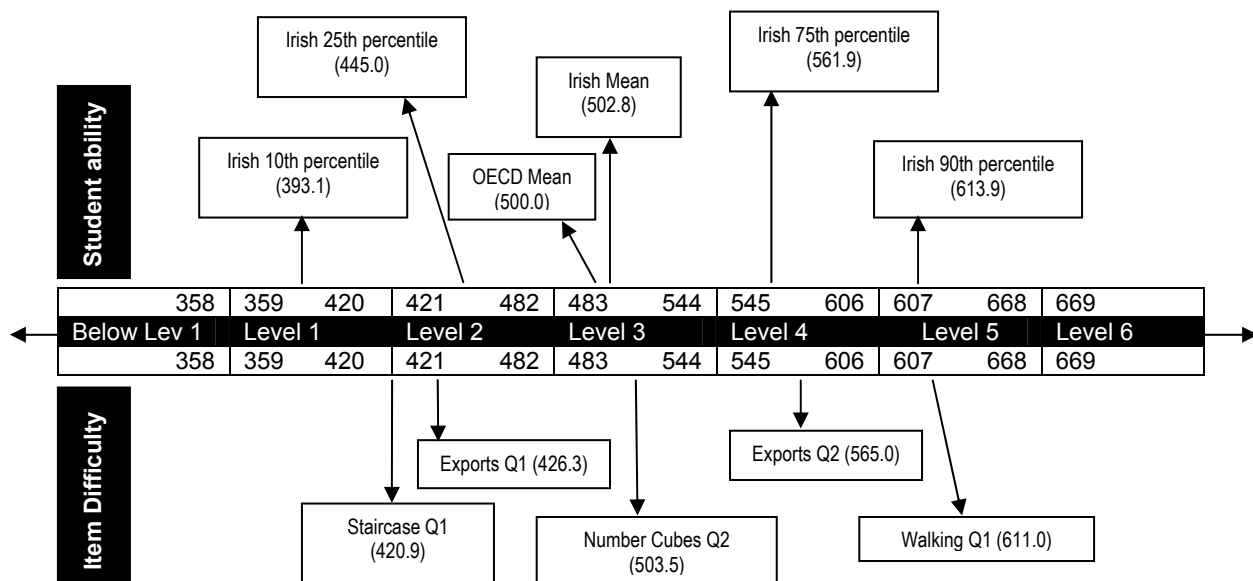 Student ability
Irish 25th percentile
(445.0)
Irish Mean
(502.8)
Irish 75th percentile
(561.9)
Irish 10th percentile
(393.1)
OECD Mean
(500.0)
Irish 90th percentile
(613.9)
358 359 420 421 482 483 544 545 606 607 668 669
Below Lev 1 Level 1 Level 2 Level 3 Level 4 Level 5 Level 6
358 359 420 421 482 483 544 545 606 607 668 669
Item Difficulty
Exports Q1 (426.3)
Exports Q2 (565.0)
Staircase Q1
(420.9)
Number Cubes Q2
(503.5)
Walking Q1 (611.0)